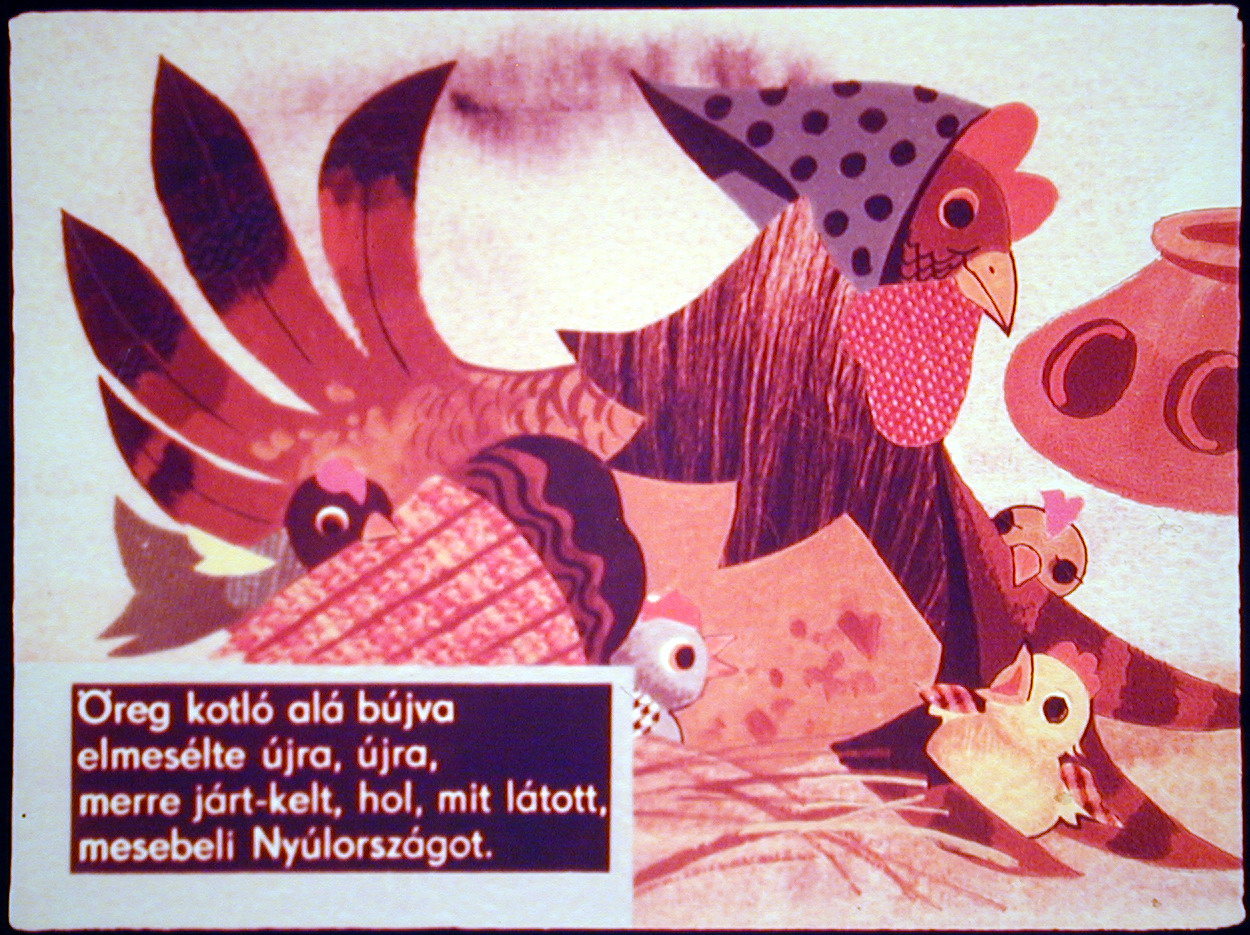 Öreg kotló alá bújva
elmesélte újra, újra,
merre járt-kelt, hol, mit látott,
mesebeli Nyúlországot.